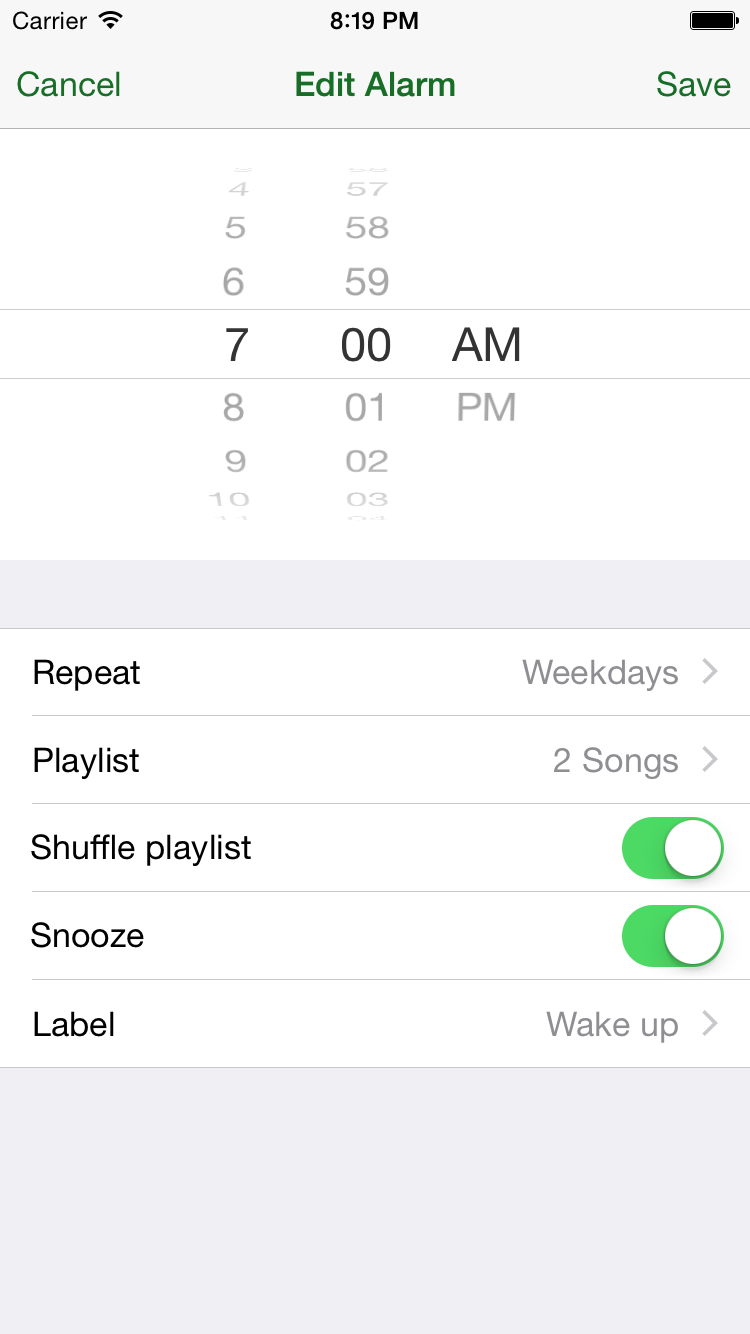 Carrier 8:19 PM
Cancel Edit Alarm Save
4 57
5 58
6 59
7 00 AM
8 01 PM
9 02
10 03
Repeat Weekdays
Playlist 2 Songs
Shuffle playlist
Snooze
Label Wake up